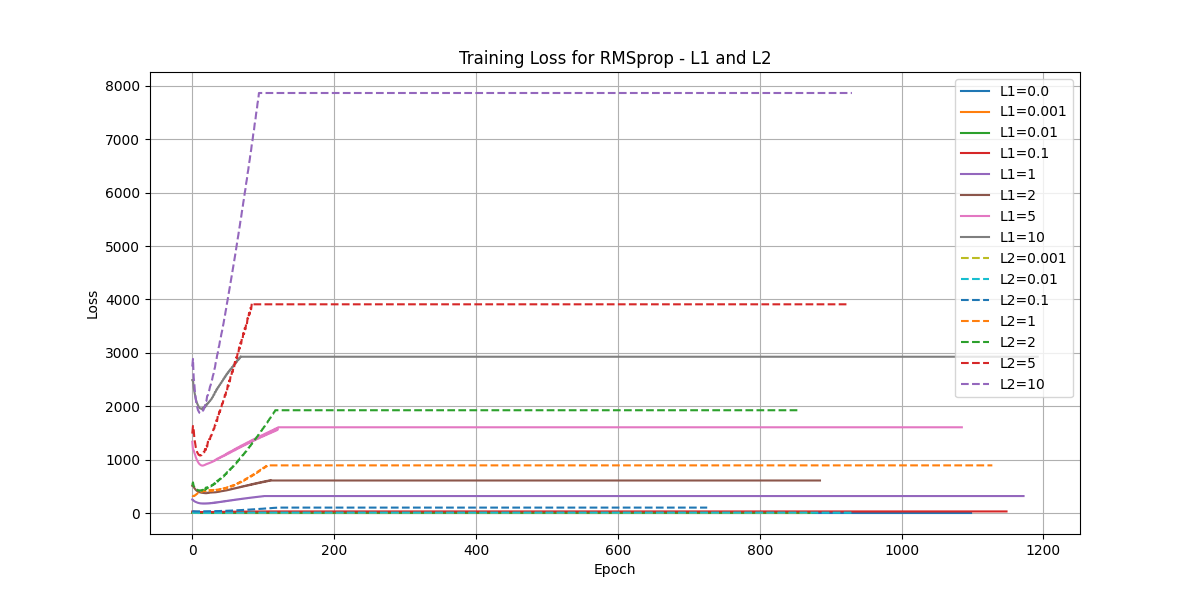 Training Loss for RMSprop - L1 and L2
8000
7000
6000
5000
4000
3000
2000
1000
0
Loss
0
200
400
600
800
1000
1200
Epoch
L1=0.0
L1=0.001
L1=0.01
L1=0.1
L1=1
L1=2
L1=5
L1=10
L2=0.001
L2=0.01
L2=0.1
L2=1
L2=2
L2=5
L2=10